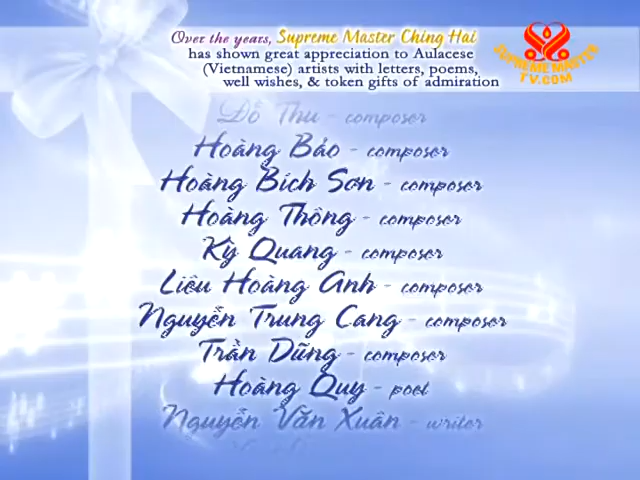 Over the years, Supreme Master Ching Hai
has shown great appreciation to Aulacese
(Vietnamese) artists with letters, poems,
well wishes, & token gifts of admiration
SUPREME MASTER
TV.COM
Đỗ Thu - composer
Hoàng Bảo - composer
Hoàng Bích Sơn - composer
Hoàng Thông - composer
Kỳ Quang - composer
Liêu Hoàng Anh - composer
Nguyễn Trung Cang - composer
Trần Dũng - composer
Hoàng Quy - poet
Nguyễn Văn Xuân - writer